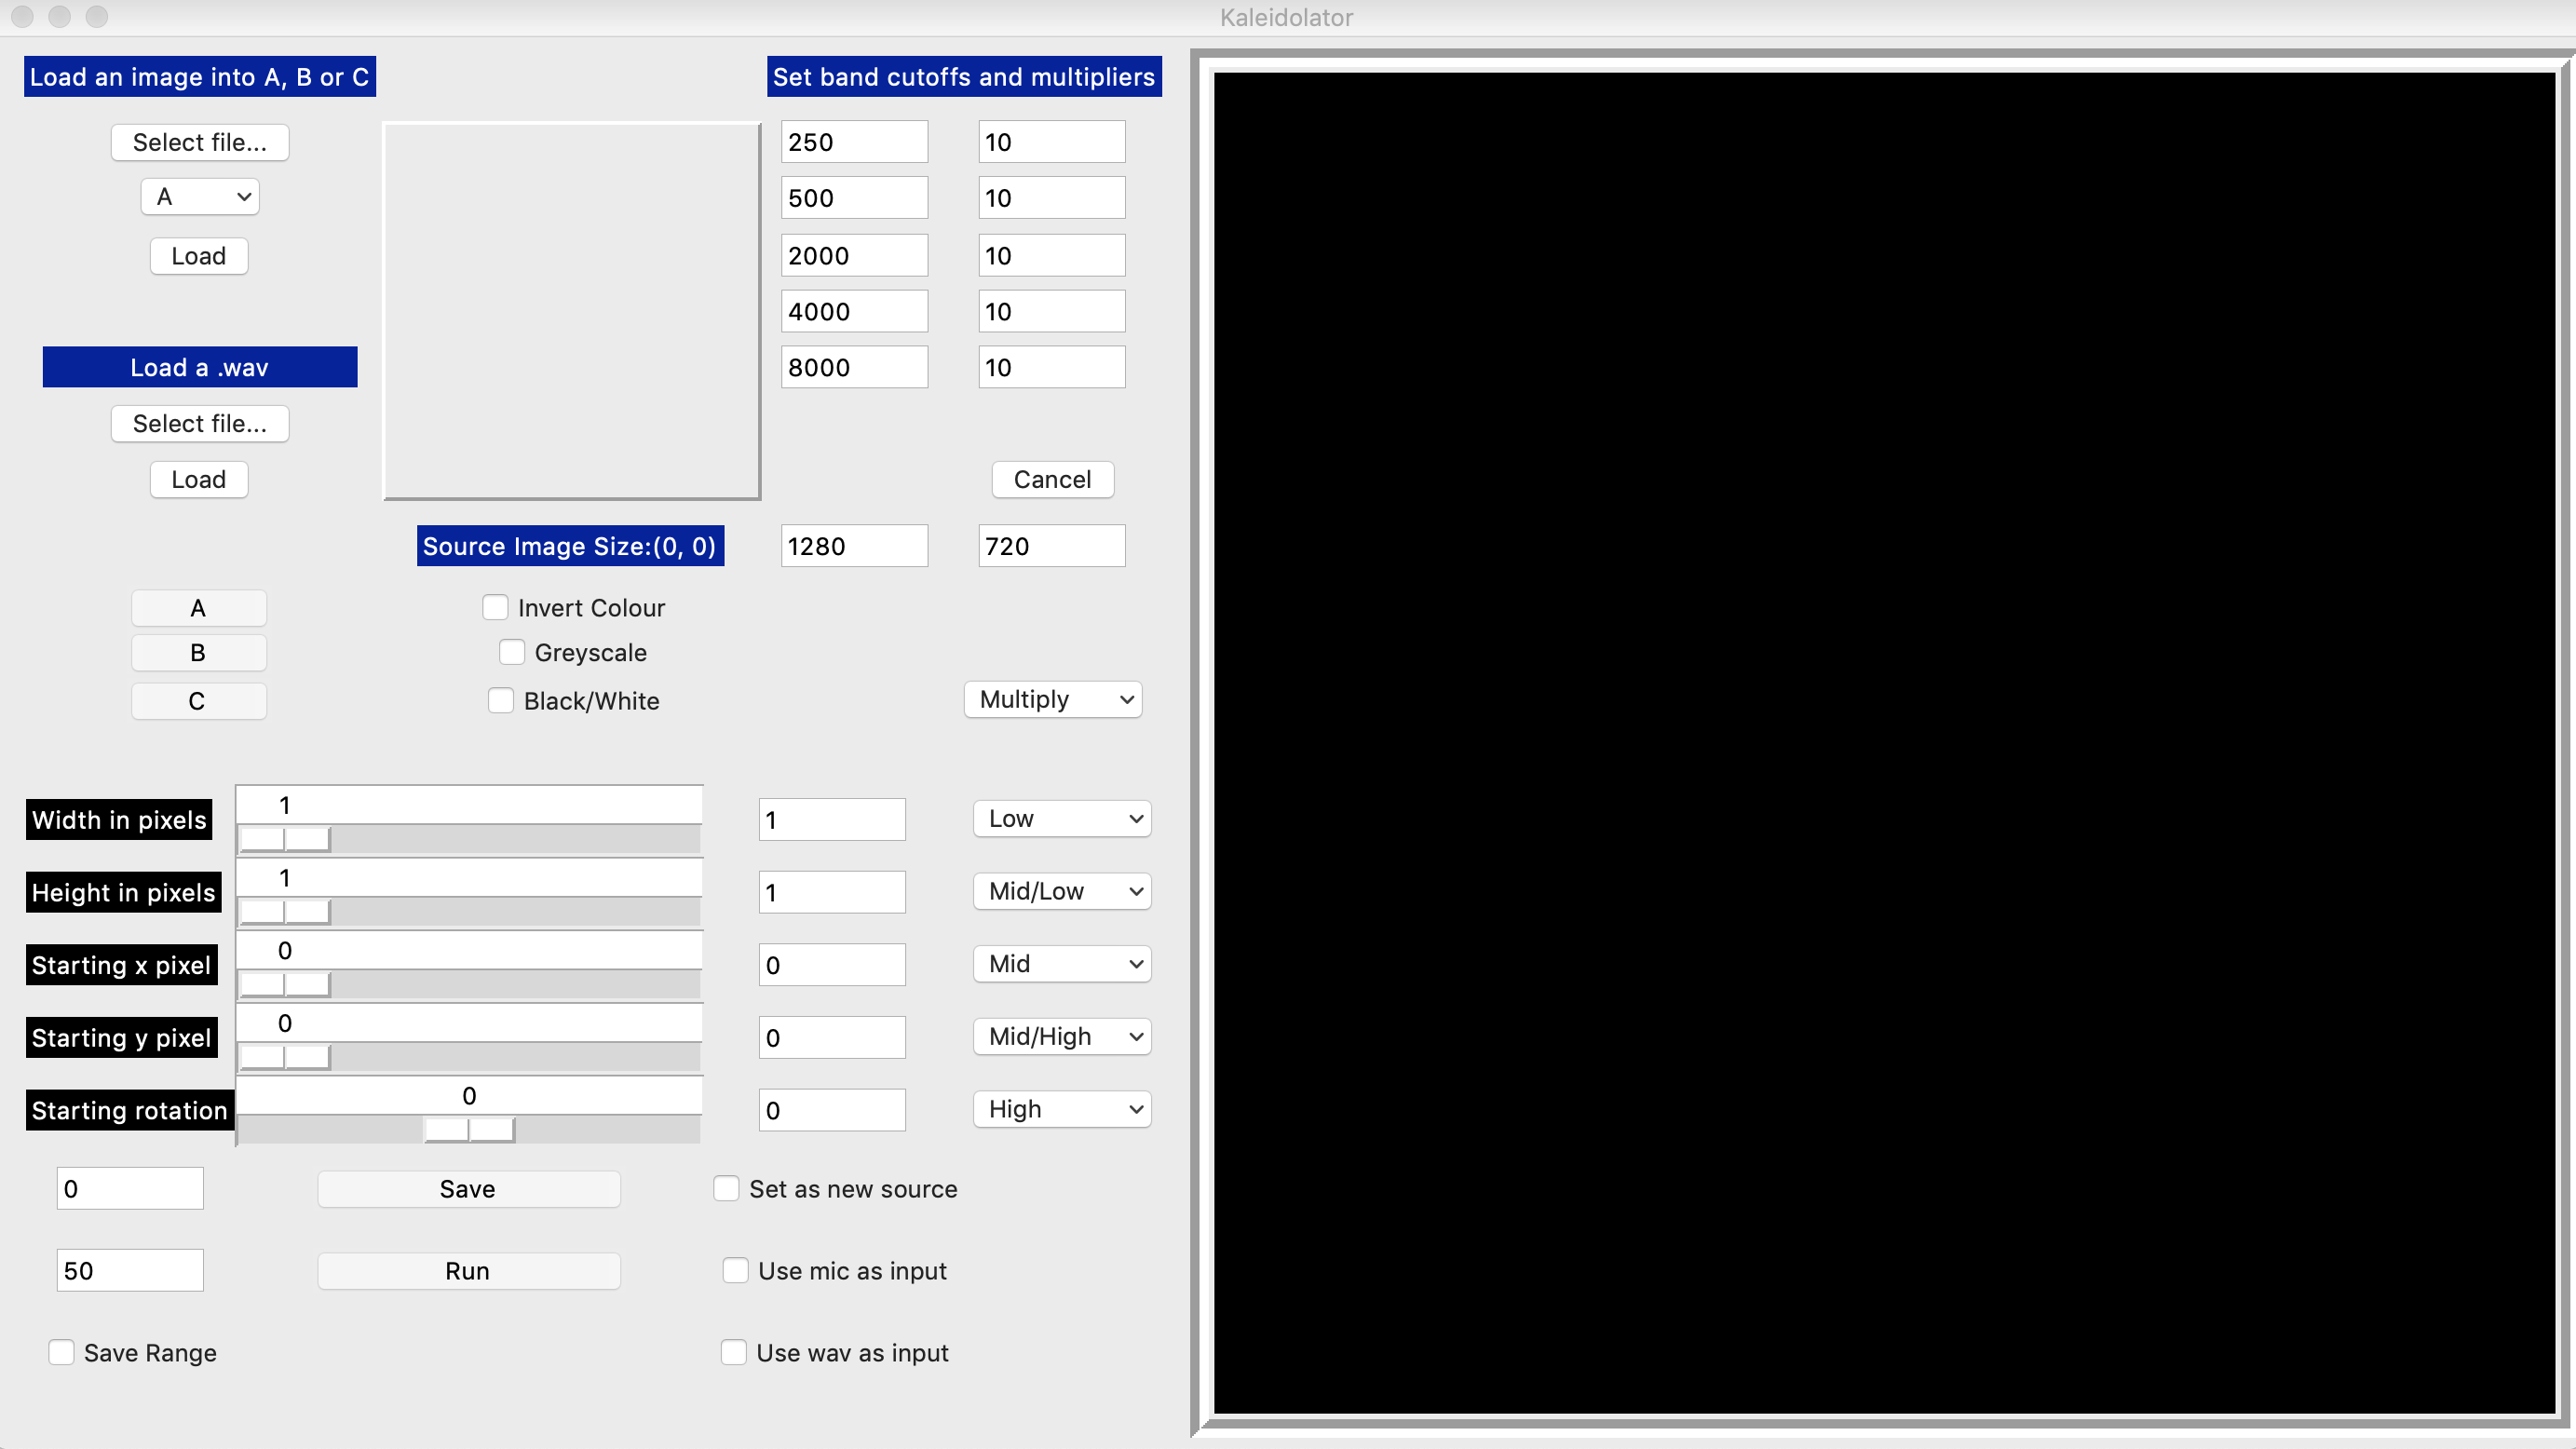 Kaleidolator
Load an image into A, B or C
Set band cutoffs and multipliers
Select file...
250 10
A
500 10
Load
2000 10
4000 10
Load a .wav
8000 10
Select file...
Load
Cancel
Source Image Size:(0, 0)
1280 720
A
Invert Colour
B
Greyscale
C
Black/White
Multiply
Width in pixels
1
1
Low
Height in pixels
1
1
Mid/Low
Starting x pixel
0
0
Mid
Starting y pixel
0
0
Mid/High
Starting rotation
0
0
High
0
Save
Set as new source
50
Run
Use mic as input
Save Range
Use wav as input